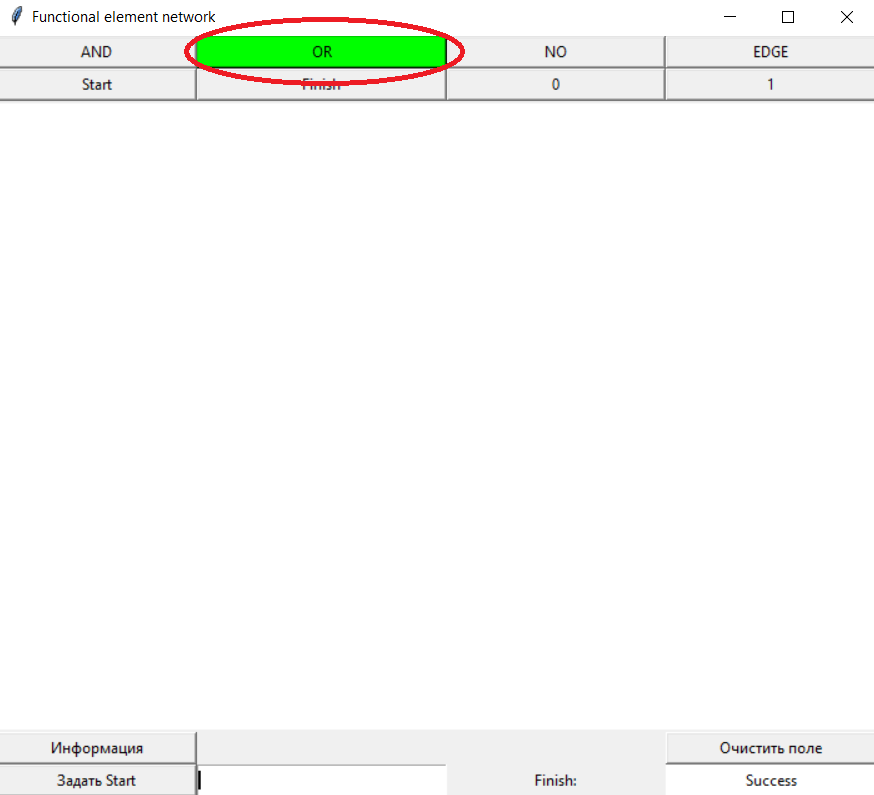 Functional element network
AND OR NO EDGE
Start Finish 0 1
Информация Очистить поле
Задать Start Finish: Success